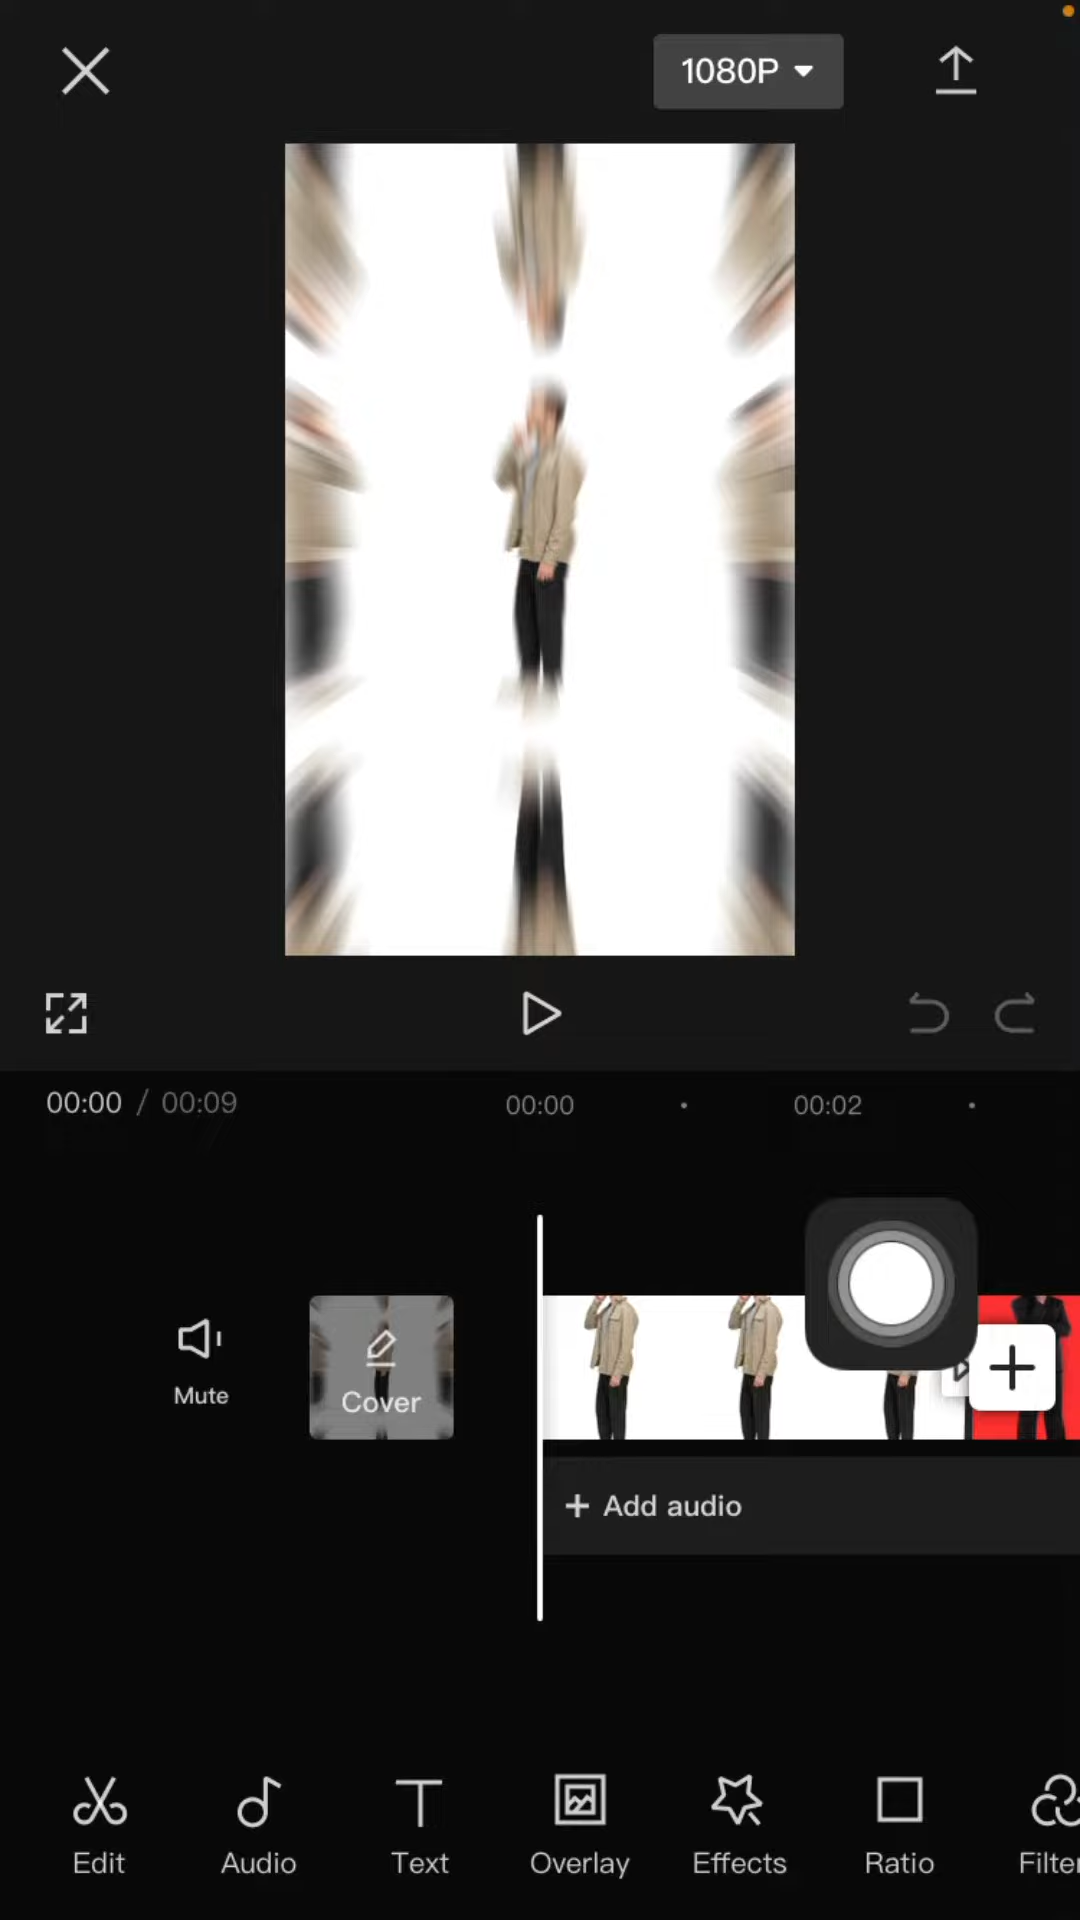 1080P
00:00 / 00:09
00:00
00:02
Mute
Cover
+ Add audio
Edit
Audio
Text
Overlay
Effects
Ratio
Filter